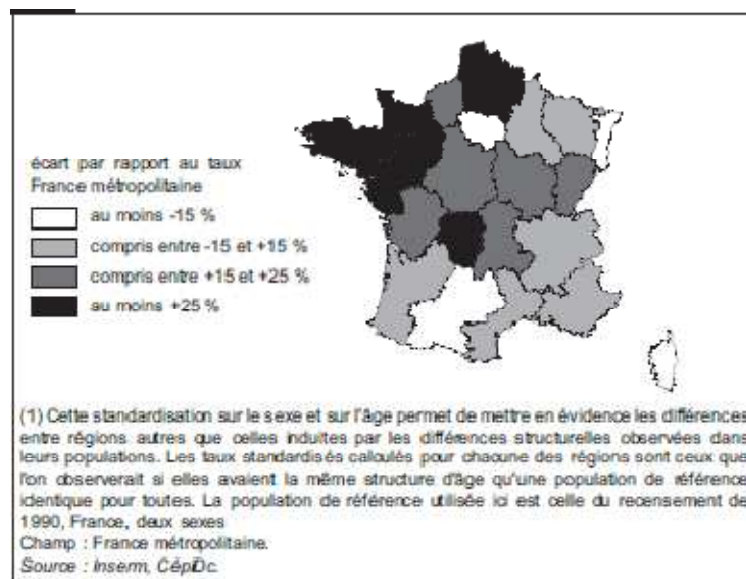 écart par rapport au taux
France métropolitaine
au moins -15 %
compris entre -15 et +15 %
compris entre +15 et +25 %
au moins +25 %
(1) Cette standardisation sur le sexe et sur l'âge permet de mettre en évidence les différences
entre régions autres que celles induites par les différences structurelles observées dans
leurs populations. Les taux standardisés calculés pour chacune des régions sont ceux que
l'on observerait si elles avaient la même structure d'âge qu'une population de référence
identique pour toutes. La population de référence utilisée ici est celle du recensement de
1990, France, deux sexes
Champ : France métropolitaine.
Source : Inserm, CépiDc